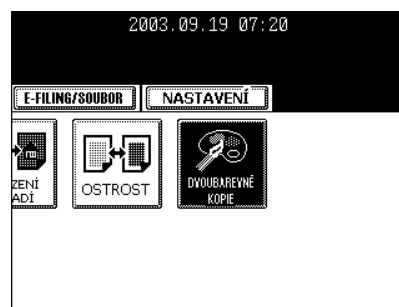 2003.09.19 07:20
E-FILING/SOUBOR NASTAVENÍ
ZENÍ
ADÍ
OSTROST
DVOUBAREVNÉ
KOPIE